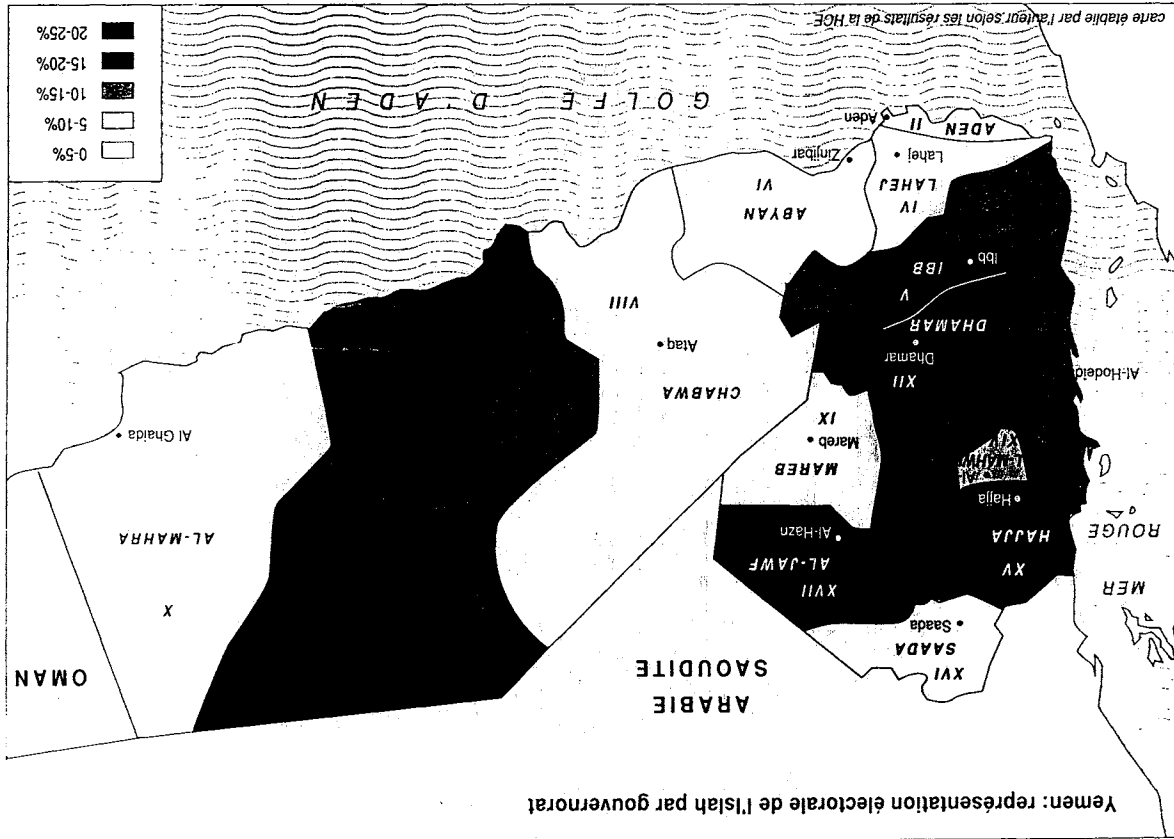 Yemen: représentation électorale de l'Islah par gouvernorat
ARABIE
SAOUDITE
OMAN
MER
ROUGE
XVI
SAADA
Saada
XV
HAJJA
Hajja
XVII
AL-JAWF
Al-Hazn
MAREB
Mareb
IX
X
AL-MAHRA
Al Ghaida
XII
Dhamar
DHAMAR
Al-Hodeid
CHABWA
Ataq
VIII
V
IBB
Ibb
ABYAN
VI
IV
LAHEJ
Lahej
Zinjibar
ADEN
II
Aden
GOLFE D'ADEN
0-5%
5-10%
10-15%
15-20%
20-25%
carte établie par l'auteur, selon les résultats de la HCE